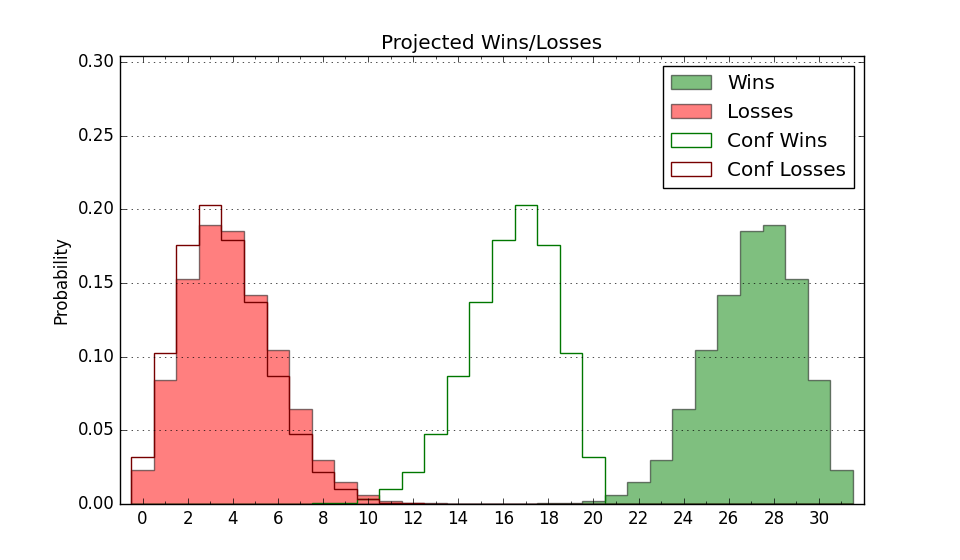 Projected Wins/Losses
Probability
0.30
0.25
0.20
0.15
0.10
0.05
0.00
0 2 4 6 8 10 12 14 16 18 20 22 24 26 28 30
Wins
Losses
Conf Wins
Conf Losses